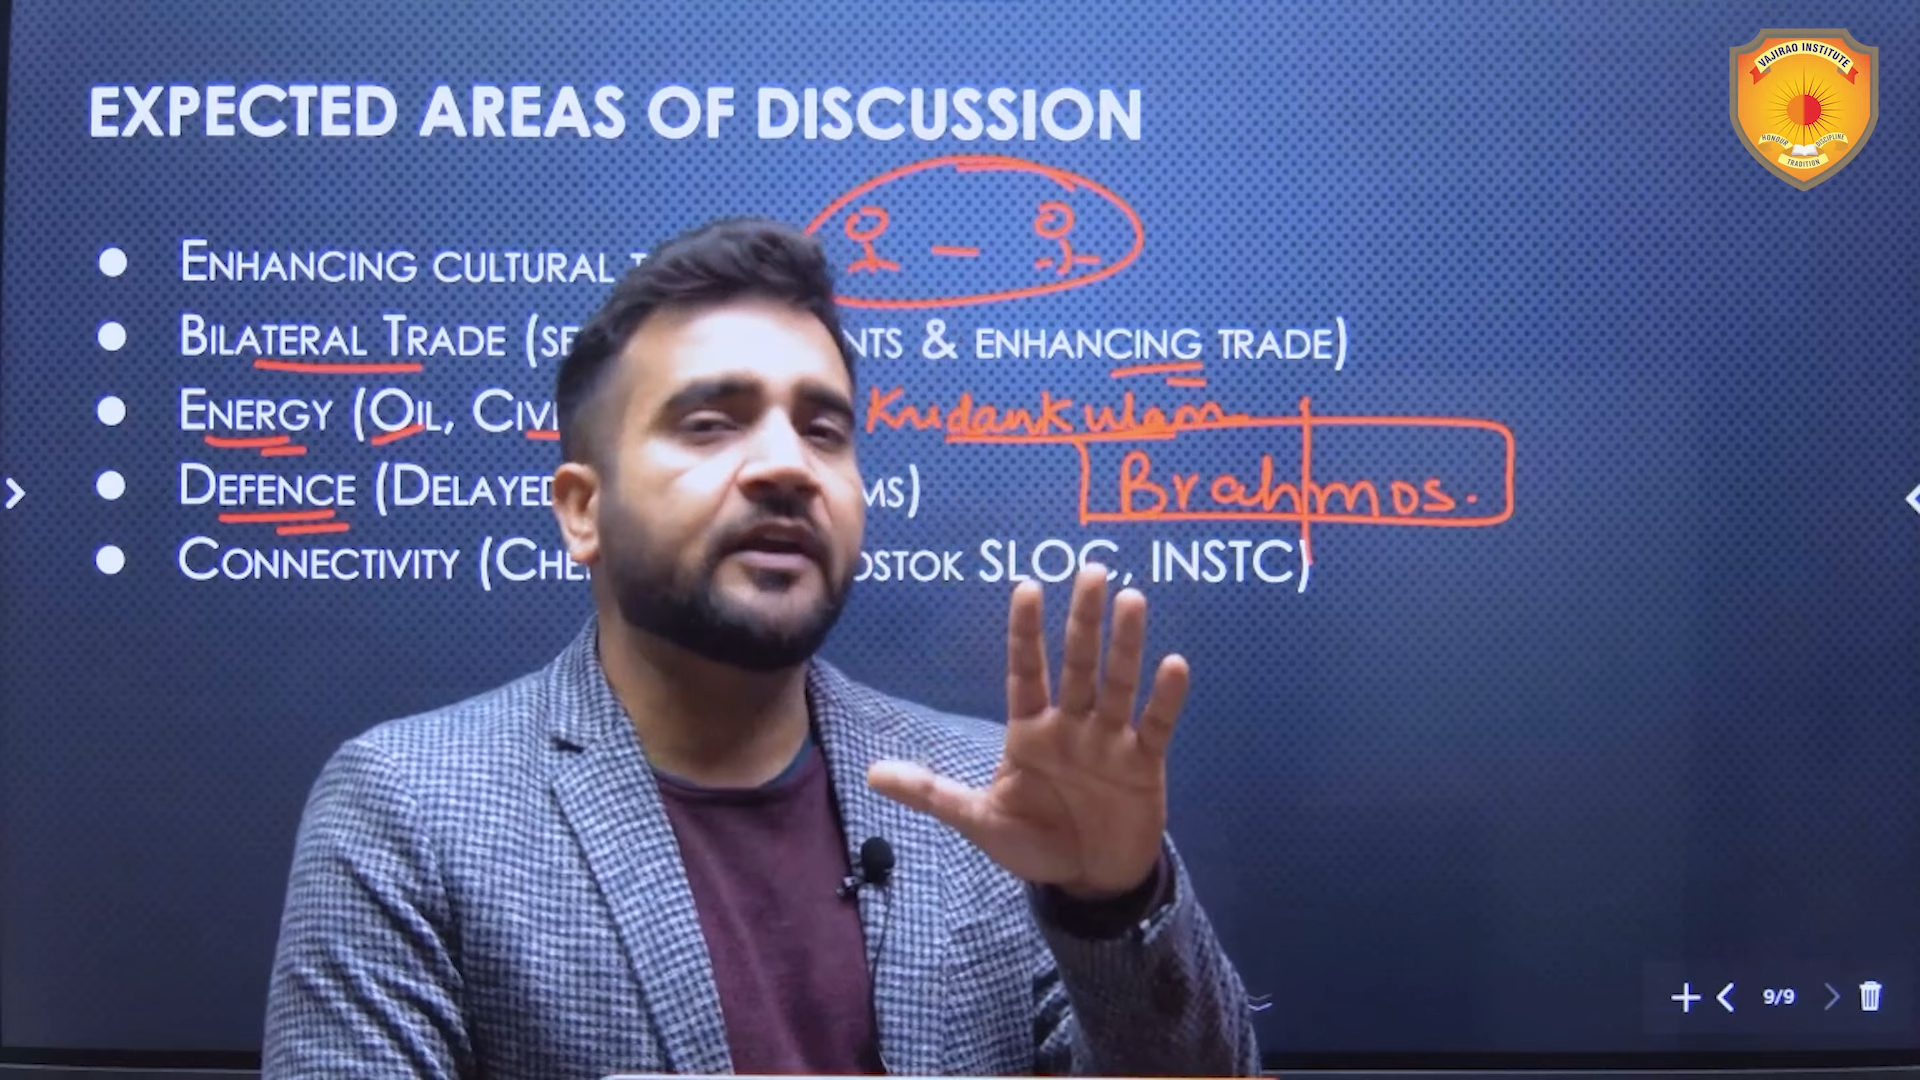 VAJIRAO INSTITUTE
HONOUR DISCIPLINE
TRADITION
EXPECTED AREAS OF DISCUSSION
ENHANCING CULTURAL
BILATERAL TRADE (SE NTS & ENHANCING TRADE)
ENERGY (OIL, CIVI Kudankulam
DEFENCE (DELAYED MS) Brahmos.
CONNECTIVITY (CHE OSTOK SLOC, INSTC)
9/9